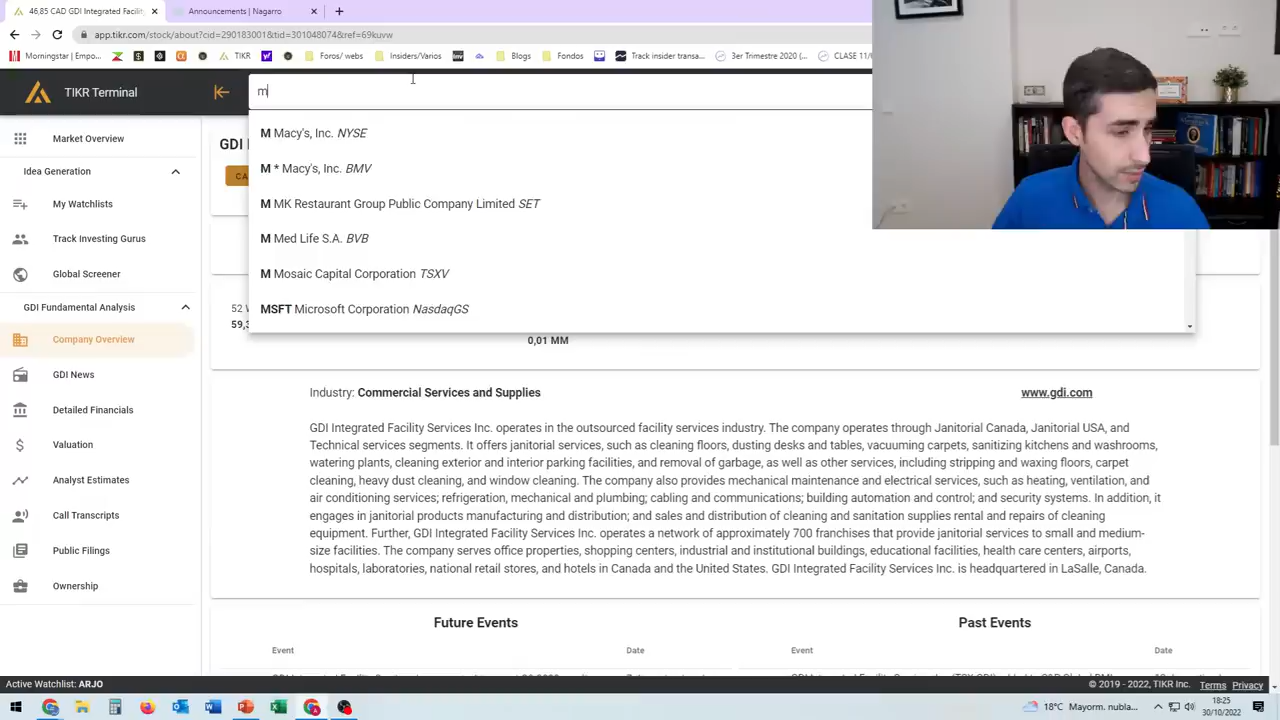 46,85 CAD GDI Integrated Facility
Announcements | Nagarro
app.tikr.com/stock/about?cid=290183001&tid=301048074&ref=69kuvw
Morningstar | Empo...
TIKR
Foros/ webs
Insiders/Varios
Blogs
Fondos
Track insider transa...
3er Trimestre 2020 (...
CLASE 11/
TIKR Terminal
m
M Macy's, Inc. NYSE
M * Macy's, Inc. BMV
M MK Restaurant Group Public Company Limited SET
M Med Life S.A. BVB
M Mosaic Capital Corporation TSXV
MSFT Microsoft Corporation NasdaqGS
Market Overview
Idea Generation
My Watchlists
Track Investing Gurus
Global Screener
GDI Fundamental Analysis
Company Overview
GDI News
Detailed Financials
Valuation
Analyst Estimates
Call Transcripts
Public Filings
Ownership
GDI
CA
52 W
59,3
0,01 MM
Industry: Commercial Services and Supplies
www.gdi.com
GDI Integrated Facility Services Inc. operates in the outsourced facility services industry. The company operates through Janitorial Canada, Janitorial USA, and
Technical services segments. It offers janitorial services, such as cleaning floors, dusting desks and tables, vacuuming carpets, sanitizing kitchens and washrooms,
watering plants, cleaning exterior and interior parking facilities, and removal of garbage, as well as other services, including stripping and waxing floors, carpet
cleaning, heavy dust cleaning, and window cleaning. The company also provides mechanical maintenance and electrical services, such as heating, ventilation, and
air conditioning services; refrigeration, mechanical and plumbing; cabling and communications; building automation and control; and security systems. In addition, it
engages in janitorial products manufacturing and distribution; and sales and distribution of cleaning and sanitation supplies rental and repairs of cleaning
equipment. Further, GDI Integrated Facility Services Inc. operates a network of approximately 700 franchises that provide janitorial services to small and medium-
size facilities. The company serves office properties, shopping centers, industrial and institutional buildings, educational facilities, health care centers, airports,
hospitals, laboratories, national retail stores, and hotels in Canada and the United States. GDI Integrated Facility Services Inc. is headquartered in LaSalle, Canada.
Future Events
Past Events
Event
Date
Event
Date
Active Watchlist: ARJO
© 2019 - 2022, TIKR Inc.
Terms
Privacy
18°C Mayorm. nubla...
18:25
30/10/2022